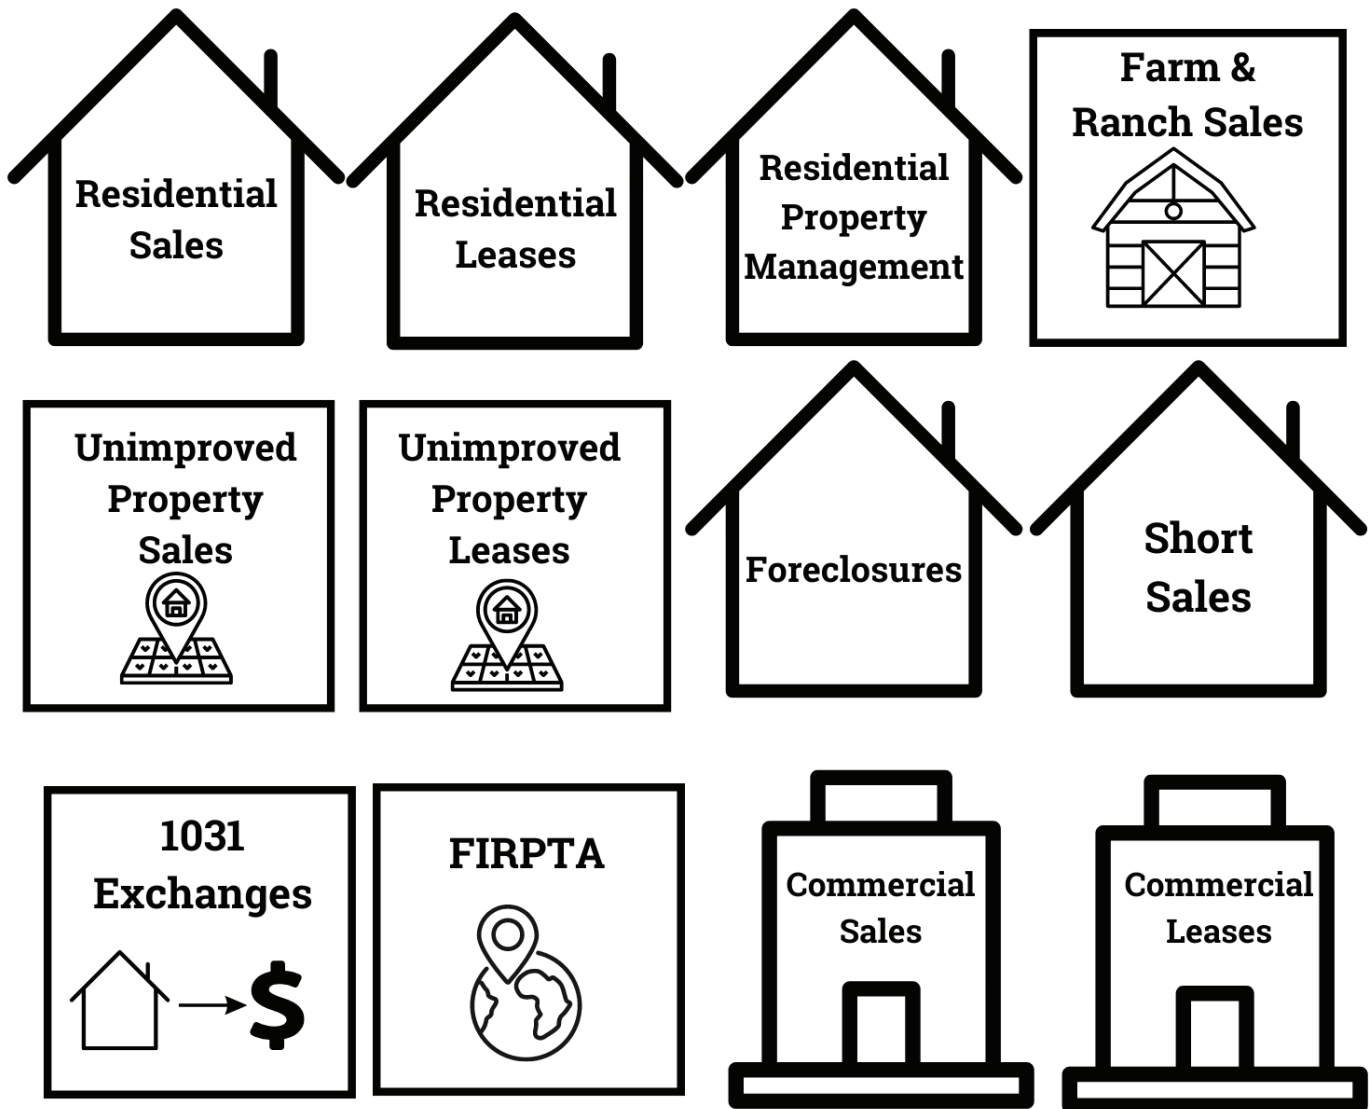 Residential
Sales
Residential
Leases
Residential
Property
Management
Farm &
Ranch Sales
Unimproved
Property
Sales
Unimproved
Property
Leases
Foreclosures
Short
Sales
1031
Exchanges
$
FIRPTA
Commercial
Sales
Commercial
Leases